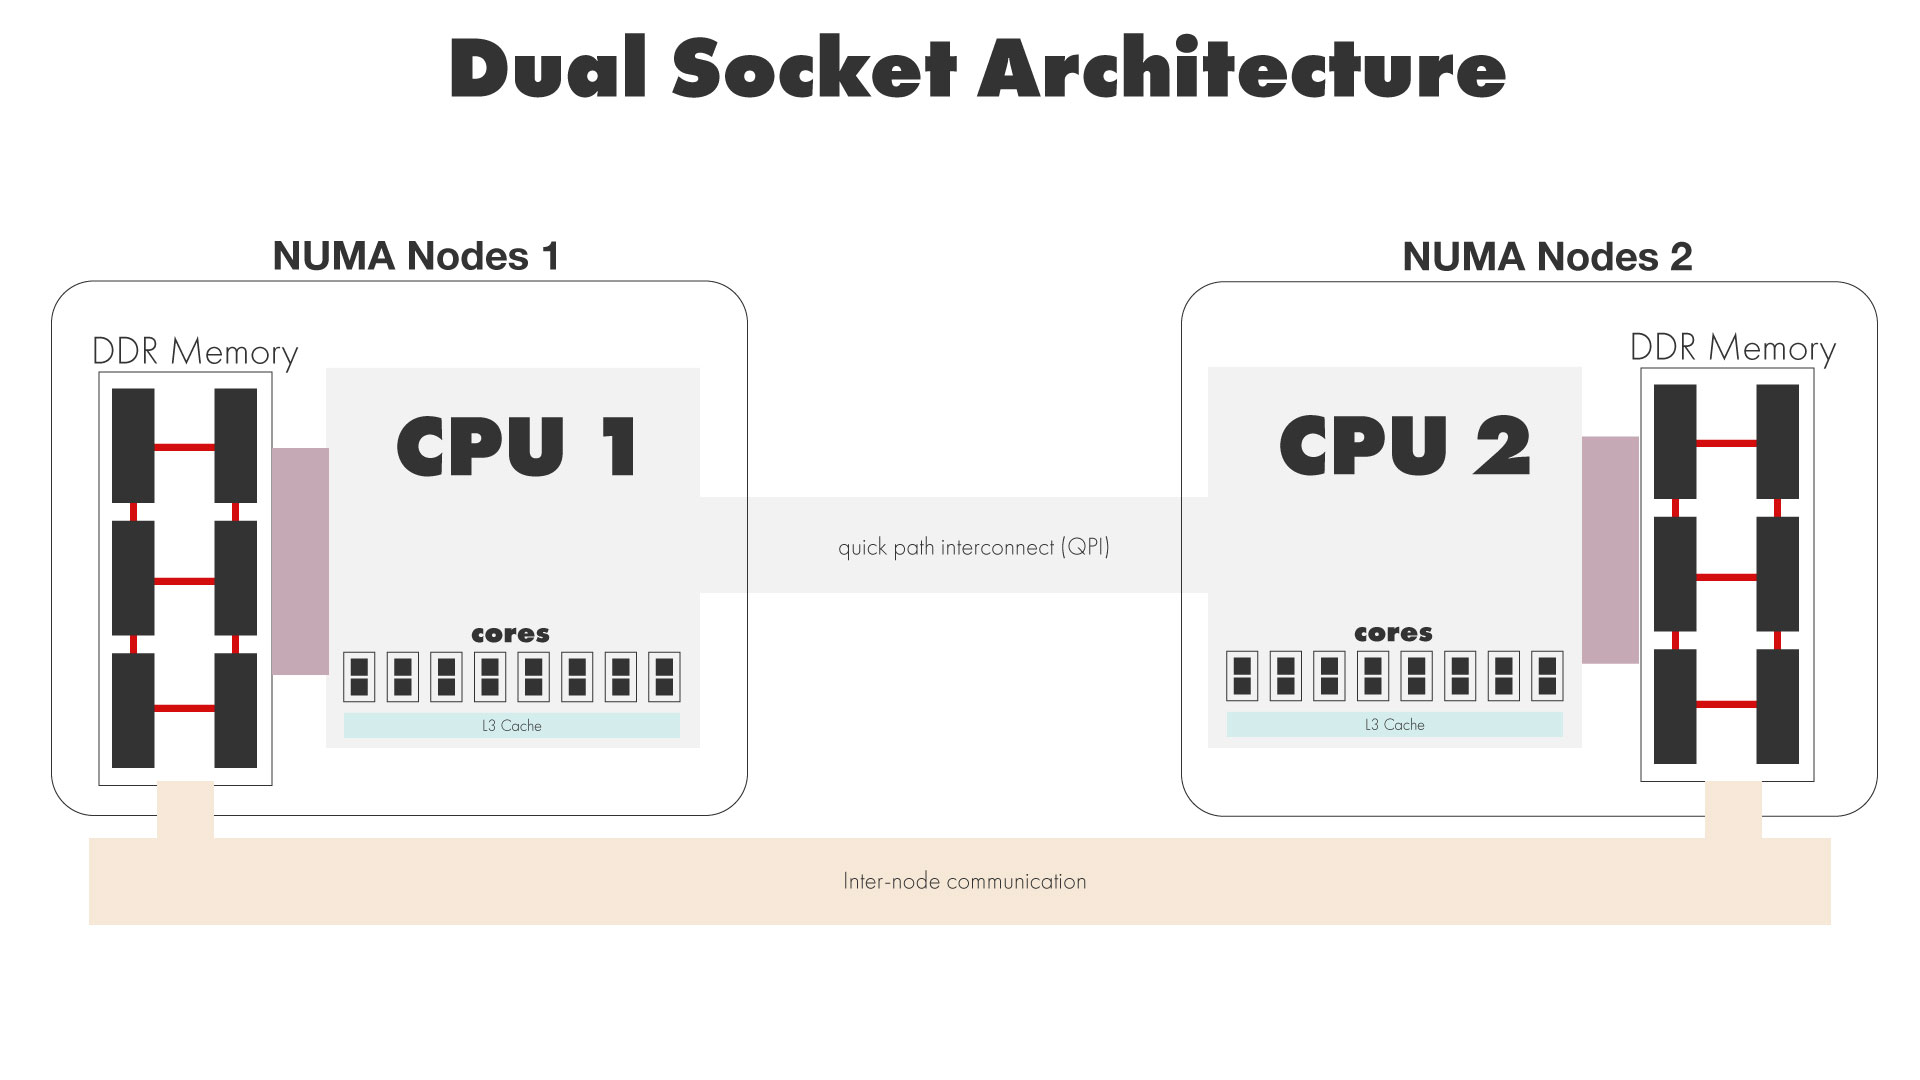 Dual Socket Architecture
NUMA Nodes 1
DDR Memory
CPU 1
cores
L3 Cache
quick path interconnect (QPI)
NUMA Nodes 2
DDR Memory
CPU 2
cores
L3 Cache
Inter-node communication